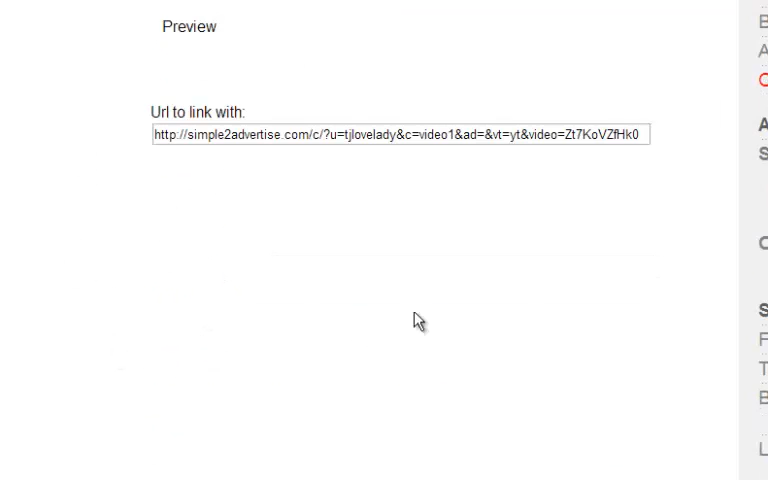 Preview
Url to link with:
http://simple2advertise.com/c/?u=tjlovelady&c=video1&ad=&vt=yt&video=Zt7KoVZfHk0